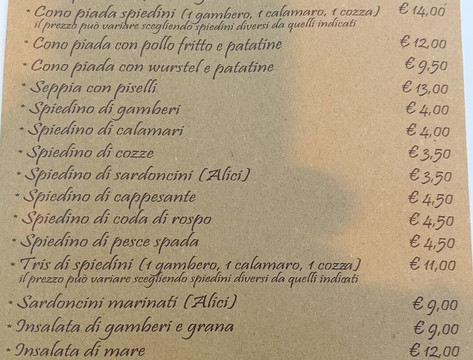 • Cono piada spiedini (1 gambero, 1 calamaro, 1 cozza) € 14,00
il prezzo può variare scegliendo spiedini diversi da quelli indicati
• Cono piada con pollo fritto e patatine € 12,00
• Cono piada con wurstel e patatine € 9,50
• Seppia con piselli € 13,00
• Spiedino di gamberi € 4,00
• Spiedino di calamari € 4,00
• Spiedino di cozze € 3,50
• Spiedino di sardoncini (Alici) € 3,50
• Spiedino di cappesante € 4,50
• Spiedino di coda di rospo € 4,50
• Spiedino di pesce spada € 4,50
• Tris di spiedini (1 gambero, 1 calamaro, 1 cozza) € 11,00
il prezzo può variare scegliendo spiedini diversi da quelli indicati
• Sardoncini marinati (Alici) € 9,00
• Insalata di gamberi e grana € 9,00
• Insalata di mare € 12,00